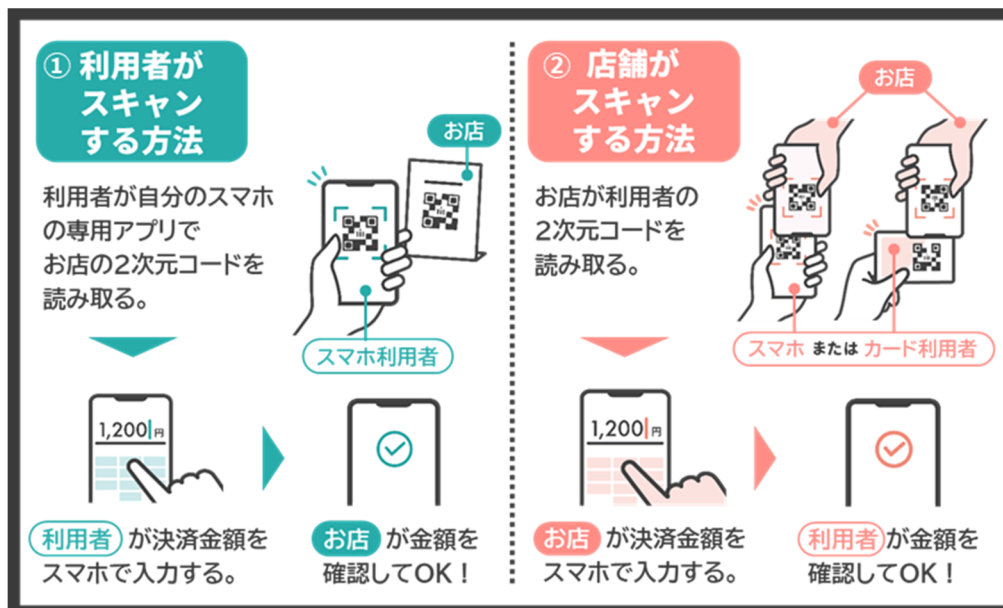 ① 利用者が
スキャン
する方法
お店
利用者が自分のスマホ
の専用アプリで
お店の2次元コードを
読み取る。
スマホ利用者
1,200円
利用者 が決済金額を
スマホで入力する。
お店 が金額を
確認してOK！
② 店舗が
スキャン
する方法
お店
お店が利用者の
2次元コードを
読み取る。
スマホ または カード利用者
1,200円
お店 が決済金額を
スマホで入力する。
利用者 が金額を
確認してOK！